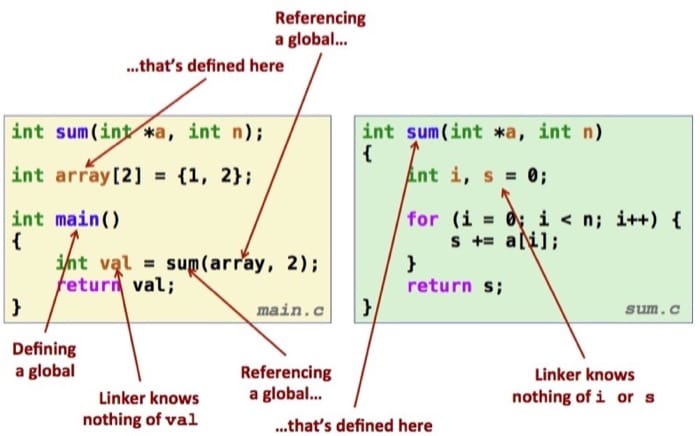 Referencing
a global...
...that's defined here
int sum(int *a, int n);
int array[2] = {1, 2};
int main()
{
int val = sum(array, 2);
return val;
}
main.c
int sum(int *a, int n)
{
int i, s = 0;
for (i = 0; i < n; i++) {
s += a[i];
}
return s;
}
sum.c
Defining
a global
Linker knows
nothing of val
Referencing
a global...
...that's defined here
Linker knows
nothing of i or s